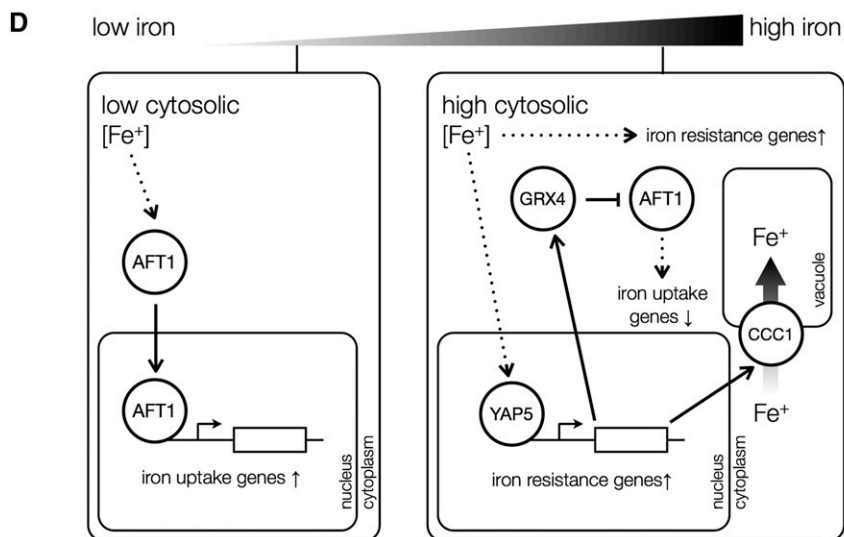 D
low iron
high iron
low cytosolic
[Fe⁺]
AFT1
AFT1
iron uptake genes ↑
nucleus
cytoplasm
high cytosolic
[Fe⁺]
iron resistance genes↑
GRX4
AFT1
iron uptake
genes ↓
Fe⁺
vacuole
CCC1
Fe⁺
YAP5
iron resistance genes↑
nucleus
cytoplasm